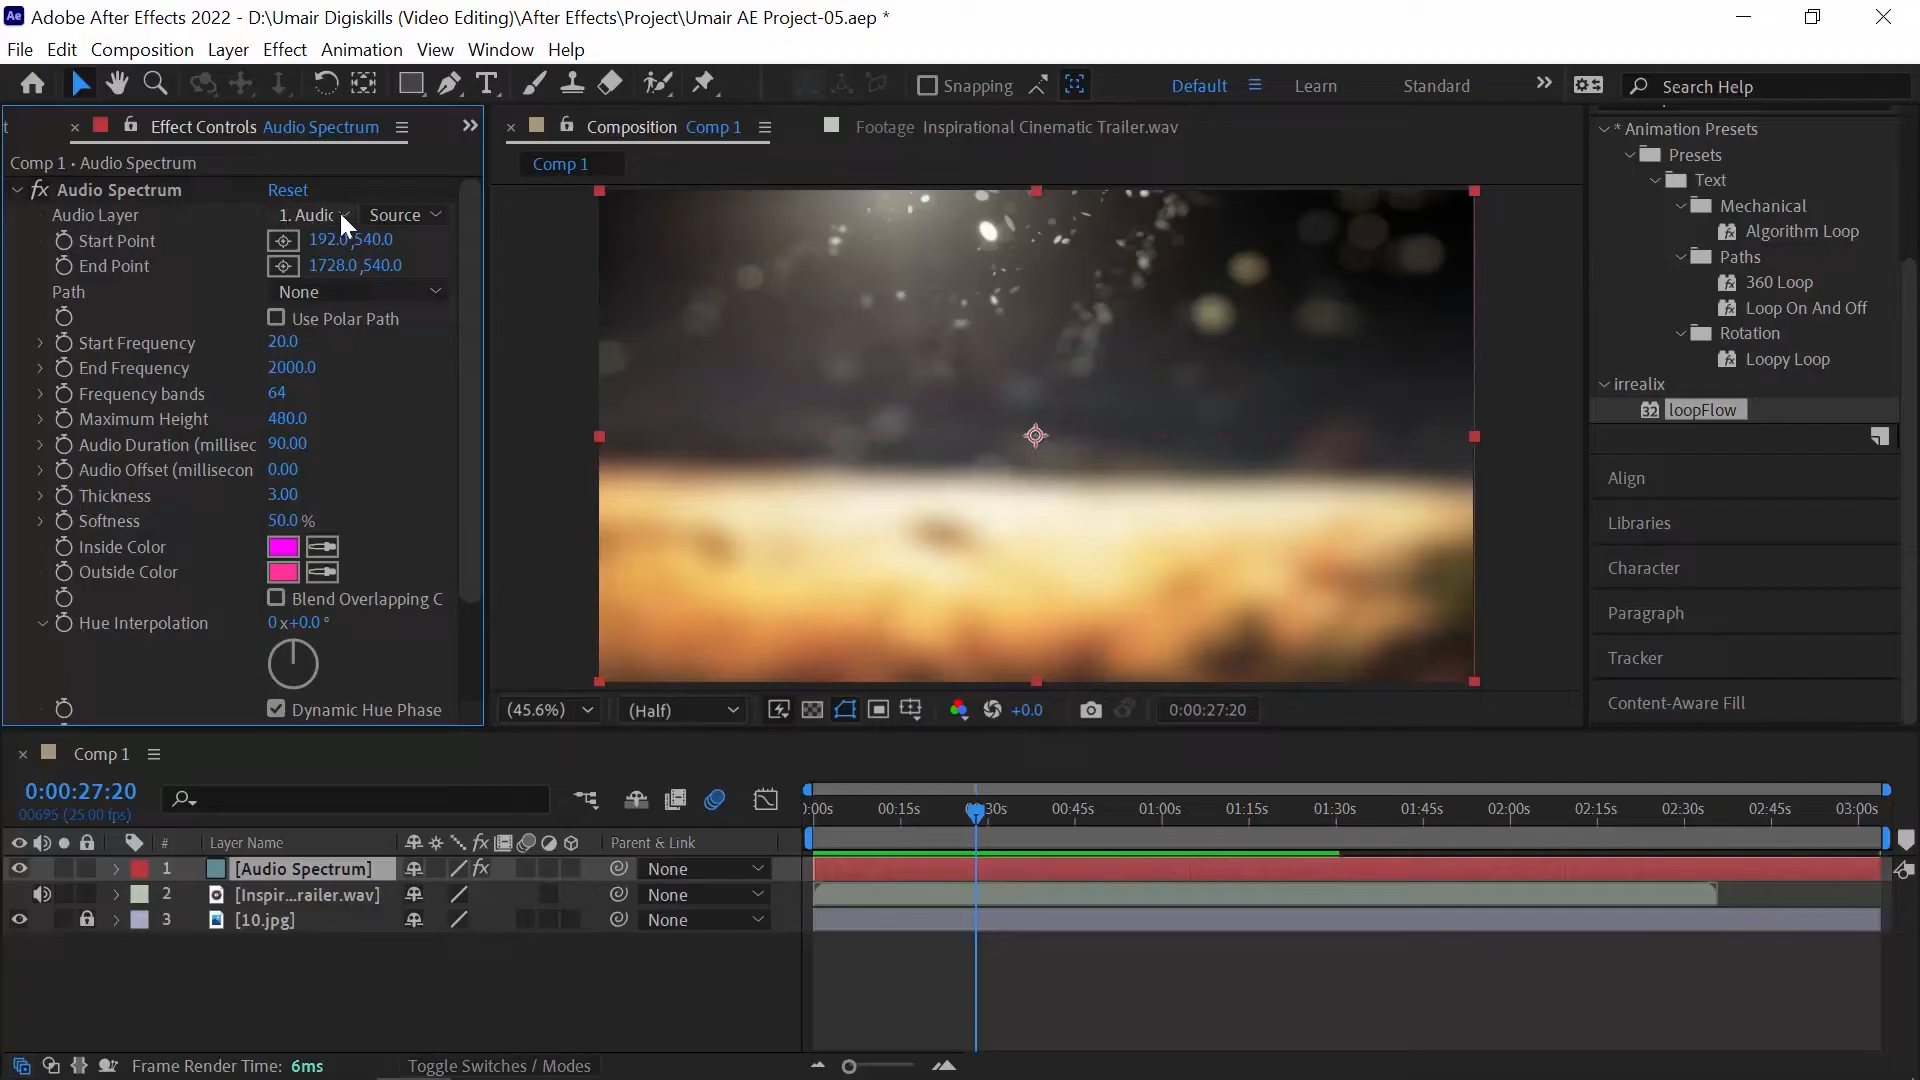 Adobe After Effects 2022 - D:\Umair Digiskills (Video Editing)\After Effects\Project\Umair AE Project-05.aep *
File Edit Composition Layer Effect Animation View Window Help
Snapping Default Learn Standard Search Help
Effect Controls Audio Spectrum
Comp 1 • Audio Spectrum
fx Audio Spectrum Reset
Audio Layer 1. Audic Source
Start Point 192.0,540.0
End Point 1728.0,540.0
Path None
Use Polar Path
Start Frequency 20.0
End Frequency 2000.0
Frequency bands 64
Maximum Height 480.0
Audio Duration (millisec 90.00
Audio Offset (millisecon 0.00
Thickness 3.00
Softness 50.0 %
Inside Color
Outside Color
Blend Overlapping C
Hue Interpolation 0x+0.0°
Dynamic Hue Phase
Composition Comp 1
Footage Inspirational Cinematic Trailer.wav
Comp 1
(45.6%) (Half) +0.0 0:00:27:20
* Animation Presets
Presets
Text
Mechanical
Algorithm Loop
Paths
360 Loop
Loop On And Off
Rotation
Loopy Loop
irrealix
32 loopFlow
Align
Libraries
Character
Paragraph
Tracker
Content-Aware Fill
Comp 1
0:00:27:20
00695 (25.00 fps)
0:00s 00:15s 00:30s 00:45s 01:00s 01:15s 01:30s 01:45s 02:00s 02:15s 02:30s 02:45s 03:00s
# Layer Name fx Parent & Link
1 [Audio Spectrum] fx None
2 [Inspir...railer.wav] None
3 [10.jpg] None
Frame Render Time: 6ms Toggle Switches / Modes